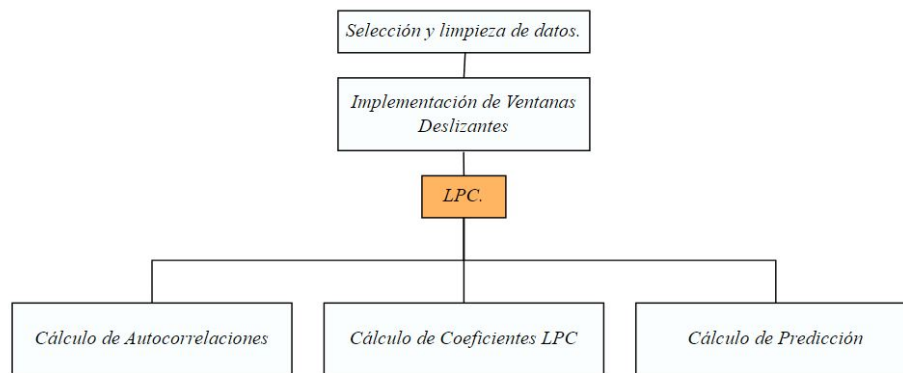 Selección y limpieza de datos.
Implementación de Ventanas
Deslizantes
LPC.
Cálculo de Autocorrelaciones
Cálculo de Coeficientes LPC
Cálculo de Predicción